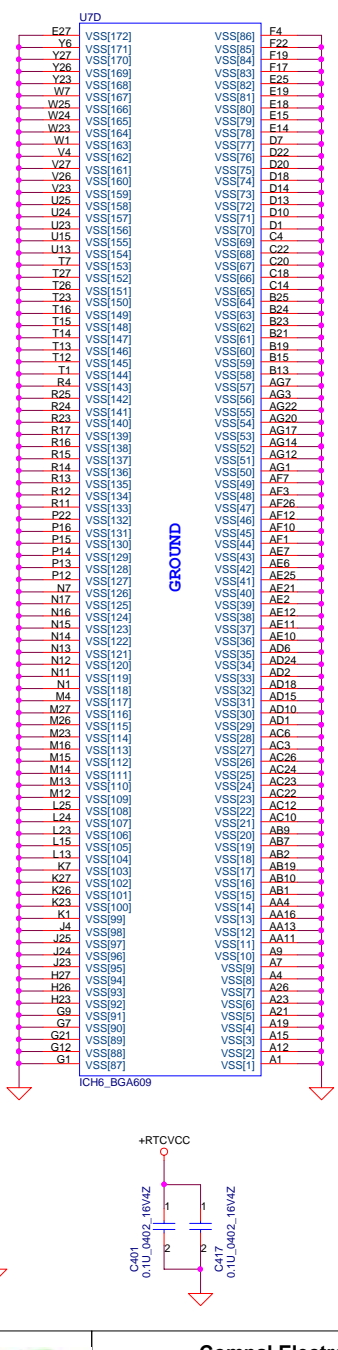 U7D
E27 VSS[172] VSS[86] F4
Y6 VSS[171] VSS[85] F22
Y27 VSS[170] VSS[84] F19
Y26 VSS[169] VSS[83] F17
Y23 VSS[168] VSS[82] E25
W7 VSS[167] VSS[81] E19
W25 VSS[166] VSS[80] E18
W24 VSS[165] VSS[79] E15
W23 VSS[164] VSS[78] E14
W1 VSS[163] VSS[77] D7
V4 VSS[162] VSS[76] D22
V27 VSS[161] VSS[75] D20
V26 VSS[160] VSS[74] D18
V23 VSS[159] VSS[73] D14
U25 VSS[158] VSS[72] D13
U24 VSS[157] VSS[71] D10
U23 VSS[156] VSS[70] D1
U15 VSS[155] VSS[69] C4
U13 VSS[154] VSS[68] C22
T7 VSS[153] VSS[67] C20
T27 VSS[152] VSS[66] C18
T26 VSS[151] VSS[65] C14
T23 VSS[150] VSS[64] B25
T16 VSS[149] VSS[63] B24
T15 VSS[148] VSS[62] B23
T14 VSS[147] VSS[61] B21
T13 VSS[146] VSS[60] B19
T12 VSS[145] VSS[59] B15
T1 VSS[144] VSS[58] B13
R4 VSS[143] VSS[57] AG7
R25 VSS[142] VSS[56] AG3
R24 VSS[141] VSS[55] AG22
R23 VSS[140] VSS[54] AG20
R17 VSS[139] VSS[53] AG17
R16 VSS[138] VSS[52] AG14
R15 VSS[137] VSS[51] AG12
R14 VSS[136] VSS[50] AG1
R13 VSS[135] VSS[49] AF7
R12 VSS[134] VSS[48] AF3
R11 VSS[133] VSS[47] AF26
P22 VSS[132] VSS[46] AF12
P16 VSS[131] VSS[45] AF10
P15 VSS[130] VSS[44] AF1
P14 VSS[129] VSS[43] AE7
P13 VSS[128] VSS[42] AE6
P12 VSS[127] VSS[41] AE25
N7 VSS[126] VSS[40] AE21
N17 VSS[125] VSS[39] AE2
N16 VSS[124] VSS[38] AE12
N15 VSS[123] VSS[37] AE11
N14 VSS[122] VSS[36] AE10
N13 VSS[121] VSS[35] AD6
N12 VSS[120] VSS[34] AD24
N11 VSS[119] VSS[33] AD2
N1 VSS[118] VSS[32] AD18
M4 VSS[117] VSS[31] AD15
M27 VSS[116] VSS[30] AD10
M26 VSS[115] VSS[29] AD1
M23 VSS[114] VSS[28] AC6
M16 VSS[113] VSS[27] AC3
M15 VSS[112] VSS[26] AC26
M14 VSS[111] VSS[25] AC24
M13 VSS[110] VSS[24] AC23
M12 VSS[109] VSS[23] AC22
L25 VSS[108] VSS[22] AC12
L24 VSS[107] VSS[21] AC10
L23 VSS[106] VSS[20] AB9
L15 VSS[105] VSS[19] AB7
L13 VSS[104] VSS[18] AB2
K7 VSS[103] VSS[17] AB19
K27 VSS[102] VSS[16] AB10
K26 VSS[101] VSS[15] AB1
K23 VSS[100] VSS[14] AA4
K1 VSS[99] VSS[13] AA16
J4 VSS[98] VSS[12] AA13
J25 VSS[97] VSS[11] AA11
J24 VSS[96] VSS[10] A9
J23 VSS[95] VSS[9] A7
H27 VSS[94] VSS[8] A4
H26 VSS[93] VSS[7] A26
H23 VSS[92] VSS[6] A23
G9 VSS[91] VSS[5] A21
G7 VSS[90] VSS[4] A19
G21 VSS[89] VSS[3] A15
G12 VSS[88] VSS[2] A12
G1 VSS[87] VSS[1] A1
GROUND
ICH6_BGA609
+RTCVCC
C401
0.1U_0402_16V4Z
1
2
1
2
C417
0.1U_0402_16V4Z